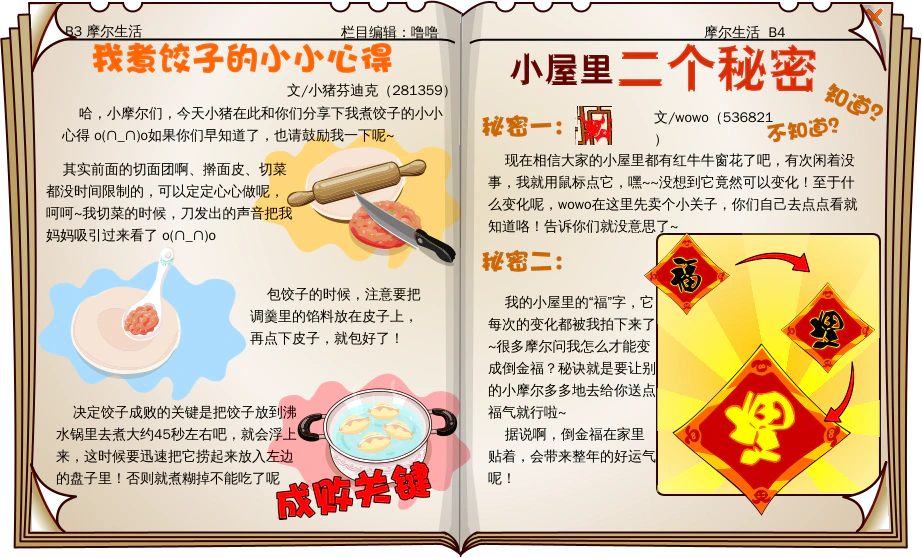 B3 摩尔生活
栏目编辑：噜噜
我煮饺子的小小心得
文/小猪芬迪克（281359）
哈，小摩尔们，今天小猪在此和你们分享下我煮饺子的小小
心得 o(∩_∩)o如果你们早知道了，也请鼓励我一下呢~
其实前面的切面团啊、擀面皮、切菜
都没时间限制的，可以定定心心做呢，
呵呵~我切菜的时候，刀发出的声音把我
妈妈吸引过来看了 o(∩_∩)o
包饺子的时候，注意要把
调羹里的馅料放在皮子上，
再点下皮子，就包好了！
决定饺子成败的关键是把饺子放到沸
水锅里去煮大约45秒左右吧，就会浮上
来，这时候要迅速把它捞起来放入左边
的盘子里！否则就煮糊掉不能吃了呢
成败关键
摩尔生活 B4
小屋里二个秘密
知道?
不知道?
秘密一：
文/wowo（536821
）
现在相信大家的小屋里都有红牛牛窗花了吧，有次闲着没
事，我就用鼠标点它，嘿~~没想到它竟然可以变化！至于什
么变化呢，wowo在这里先卖个小关子，你们自己去点点看就
知道咯！告诉你们就没意思了~
秘密二：
我的小屋里的“福”字，它
每次的变化都被我拍下来了
~很多摩尔问我怎么才能变
成倒金福？秘诀就是要让别
的小摩尔多多地去给你送点
福气就行啦~
据说啊，倒金福在家里
贴着，会带来整年的好运气
呢！
福
福
福